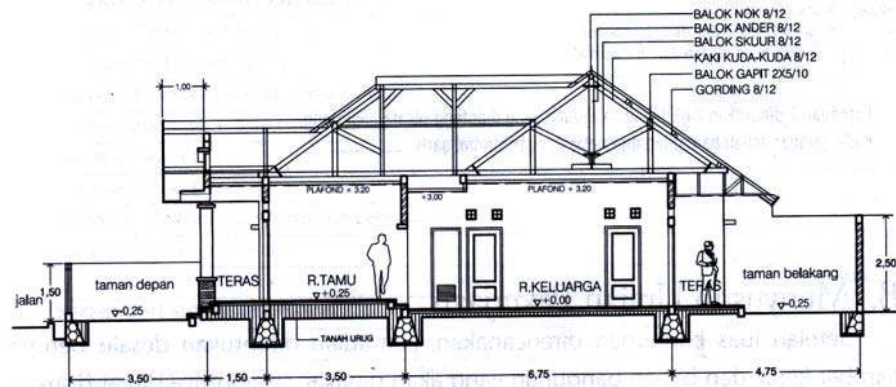 BALOK NOK 8/12
BALOK ANDER 8/12
BALOK SKUUR 8/12
KAKI KUDA-KUDA 8/12
BALOK GAPIT 2X5/10
GORDING 8/12
1,00
PLAFOND + 3.20
+3,00
PLAFOND + 3.20
2,50
1,50
jalan
taman depan
-0,25
TERAS
R.TAMU
+0,25
R.KELUARGA
+0,00
TERAS
taman belakang
-0,25
TANAH URUG
3,50
1,50
3,50
6,75
4,75